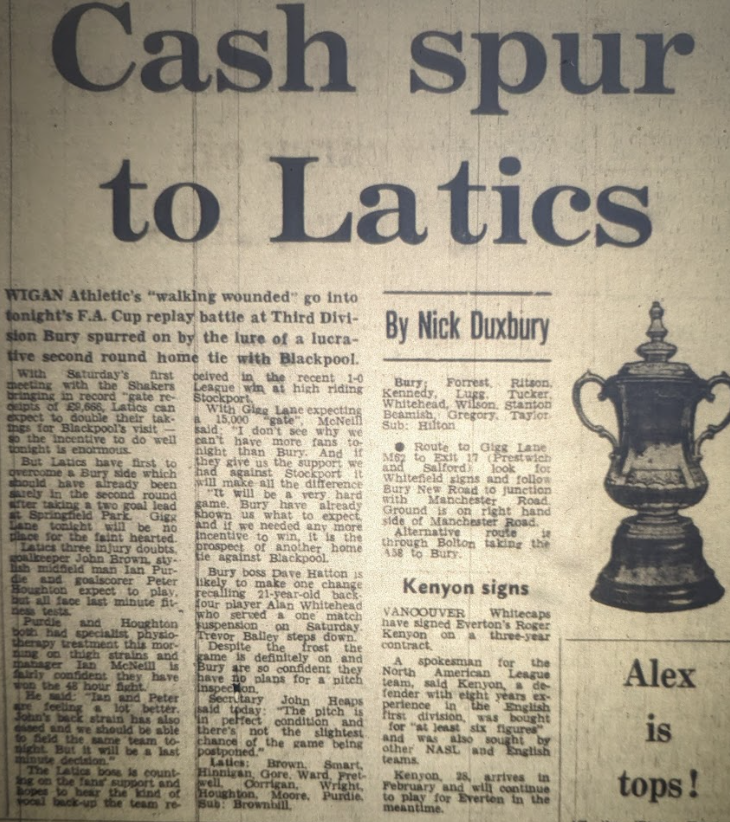 Cash spur
to Latics
WIGAN Athletic's "walking wounded" go into
tonight's F.A. Cup replay battle at Third Divi-
sion Bury spurred on by the lure of a lucra-
tive second round home tie with Blackpool.
With Saturday's first
meeting with the Shakers
bringing in record "gate re-
ceipts of £9,666, Latics can
expect to double their tak-
ings for Blackpool's visit —
so the incentive to do well
tonight is enormous.
But Latics have first to
overcome a Bury side which
should have already been
safely in the second round
after taking a two goal lead
at Springfield Park. Gigg
Lane tonight will be no
place for the faint hearted.
Latics three injury doubts,
goalkeeper John Brown, sty-
lish midfield man Ian Pur-
die and goalscorer Peter
Houghton expect to play,
but all face last minute fit-
ness tests.
Purdie and Houghton
both had specialist physio-
therapy treatment this mor-
ning on thigh strains and
manager Ian McNeill is
fairly confident they have
won the 48 hour fight.
He said: "Ian and Peter
are feeling a lot better.
John's back strain has also
eased and we should be able
to field the same team to-
night. But it will be a last
minute decision."
The Latics boss is count-
ing on the fans' support and
hopes to hear the kind of
vocal back-up the team re-
ceived in the recent 1-0
League win at high riding
Stockport.
With Gigg Lane expecting
a 15,000 "gate", McNeill
said: "I don't see why we
can't have more fans to-
night than Bury. And if
they give us the support we
had against Stockport it
will make all the difference
"It will be a very hard
game. Bury have already
shown us what to expect,
and if we needed any more
incentive to win, it is the
prospect of another home
tie against Blackpool.
Bury boss Dave Hatton is
likely to make one change
recalling 21-year-old back-
four player Alan Whitehead
who served a one match
suspension on Saturday.
Trevor Bailey steps down.
Despite the frost the
game is definitely on and
Bury are so confident they
have no plans for a pitch
inspection.
Secretary John Heaps
said today: "The pitch is
in perfect condition and
there's not the slightest
chance of the game being
postponed."
Latics: Brown, Smart,
Hinnigan, Gore, Ward, Fret-
well, Corrigan, Wright,
Houghton, Moore, Purdie.
Sub: Brownbill.
By Nick Duxbury
Bury: Forrest, Ritson,
Kennedy, Lugg, Tucker,
Whitehead, Wilson, Stanton
Beamish, Gregory, Taylor.
Sub: Hilton
● Route to Gigg Lane
M62 to Exit 17 (Prestwich
and Salford) look for
Whitefield signs and follow
Bury New Road to junction
with Manchester Road.
Ground is on right hand
side of Manchester Road.
Alternative route is
through Bolton taking the
A58 to Bury.
Kenyon signs
VANCOUVER Whitecaps
have signed Everton's Roger
Kenyon on a three-year
contract.
A spokesman for the
North American League
team, said Kenyon, a de-
fender with eight years ex-
perience in the English
first division, was bought
for "at least six figures"
and was also sought by
other NASL and English
teams.
Kenyon, 28, arrives in
February and will continue
to play for Everton in the
meantime.
Alex
is
tops!